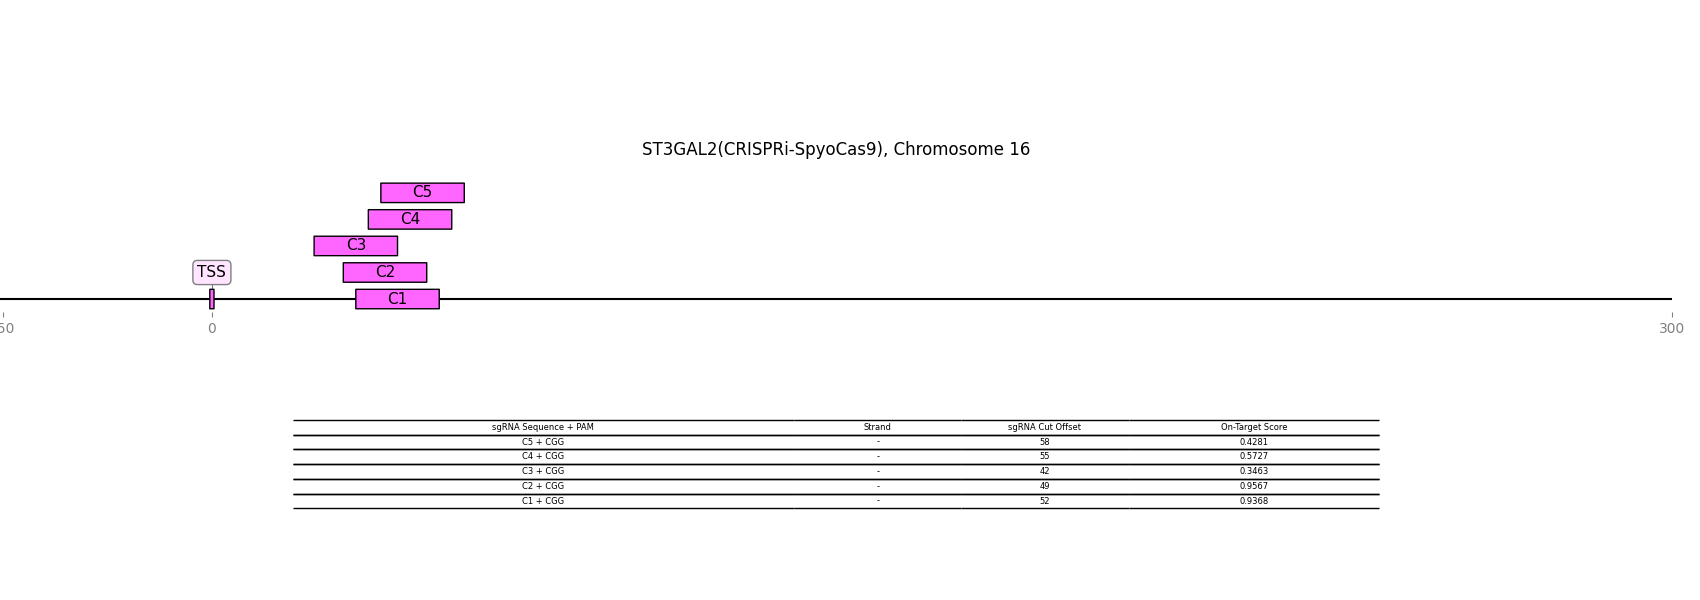 ST3GAL2(CRISPRi-SpyoCas9), Chromosome 16
C5
C4
C3
TSS C2
C1
50 0 300
sgRNA Sequence + PAM Strand sgRNA Cut Offset On-Target Score
C5 + CGG - 58 0.4281
C4 + CGG - 55 0.5727
C3 + CGG - 42 0.3463
C2 + CGG - 49 0.9567
C1 + CGG - 52 0.9368